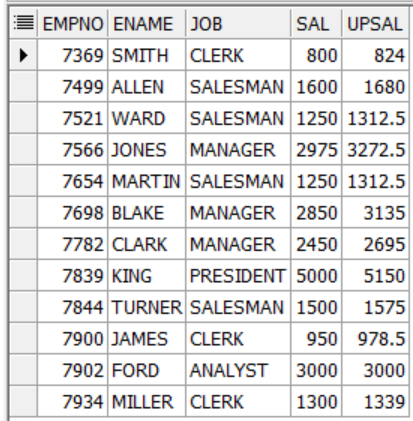 EMPNO ENAME JOB SAL UPSAL
7369 SMITH CLERK 800 824
7499 ALLEN SALESMAN 1600 1680
7521 WARD SALESMAN 1250 1312.5
7566 JONES MANAGER 2975 3272.5
7654 MARTIN SALESMAN 1250 1312.5
7698 BLAKE MANAGER 2850 3135
7782 CLARK MANAGER 2450 2695
7839 KING PRESIDENT 5000 5150
7844 TURNER SALESMAN 1500 1575
7900 JAMES CLERK 950 978.5
7902 FORD ANALYST 3000 3000
7934 MILLER CLERK 1300 1339